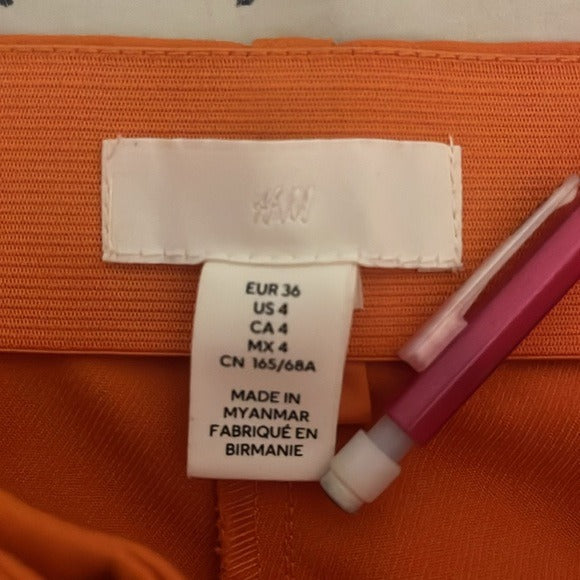 H&M
EUR 36
US 4
CA 4
MX 4
CN 165/68A
MADE IN
MYANMAR
FABRIQUÉ EN
BIRMANIE